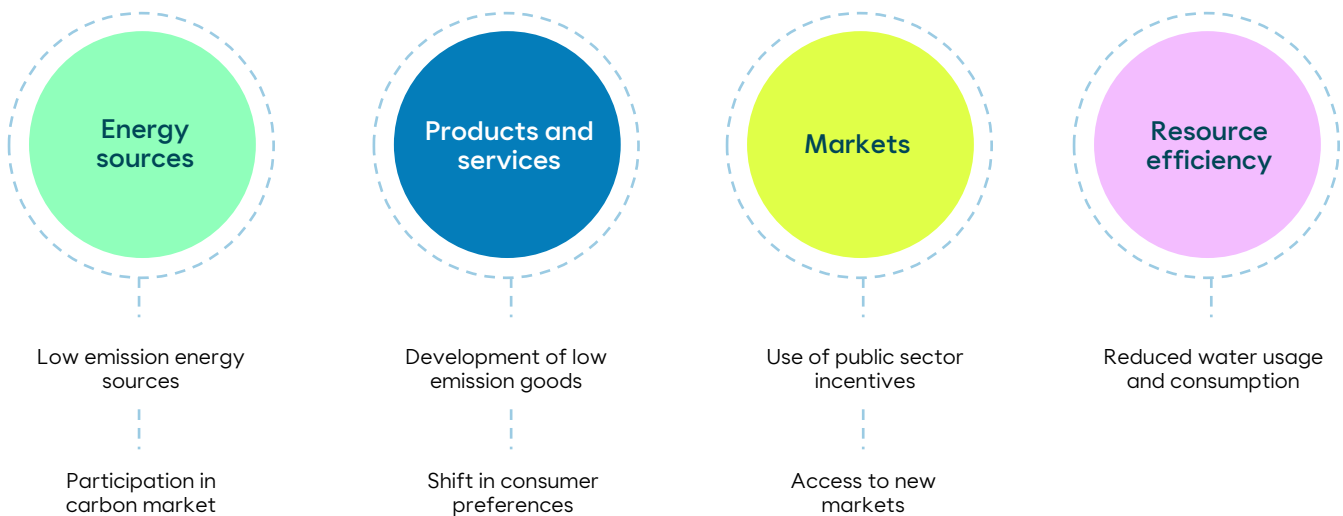 Energy
sources
Products and
services
Markets
Resource
efficiency
Low emission energy
sources
Development of low
emission goods
Use of public sector
incentives
Reduced water usage
and consumption
Participation in
carbon market
Shift in consumer
preferences
Access to new
markets